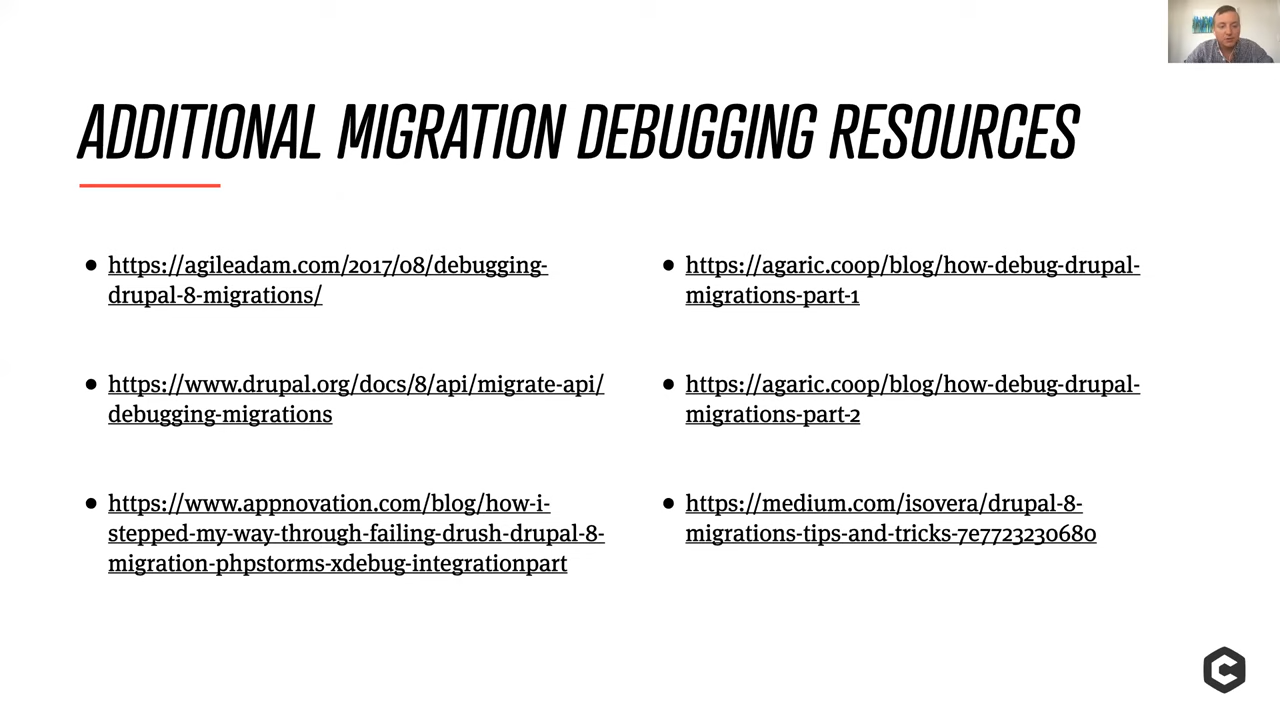 ADDITIONAL MIGRATION DEBUGGING RESOURCES
• https://agileadam.com/2017/08/debugging-
drupal-8-migrations/
• https://www.drupal.org/docs/8/api/migrate-api/
debugging-migrations
• https://www.appnovation.com/blog/how-i-
stepped-my-way-through-failing-drush-drupal-8-
migration-phpstorms-xdebug-integrationpart
• https://agaric.coop/blog/how-debug-drupal-
migrations-part-1
• https://agaric.coop/blog/how-debug-drupal-
migrations-part-2
• https://medium.com/isovera/drupal-8-
migrations-tips-and-tricks-7e7723230680